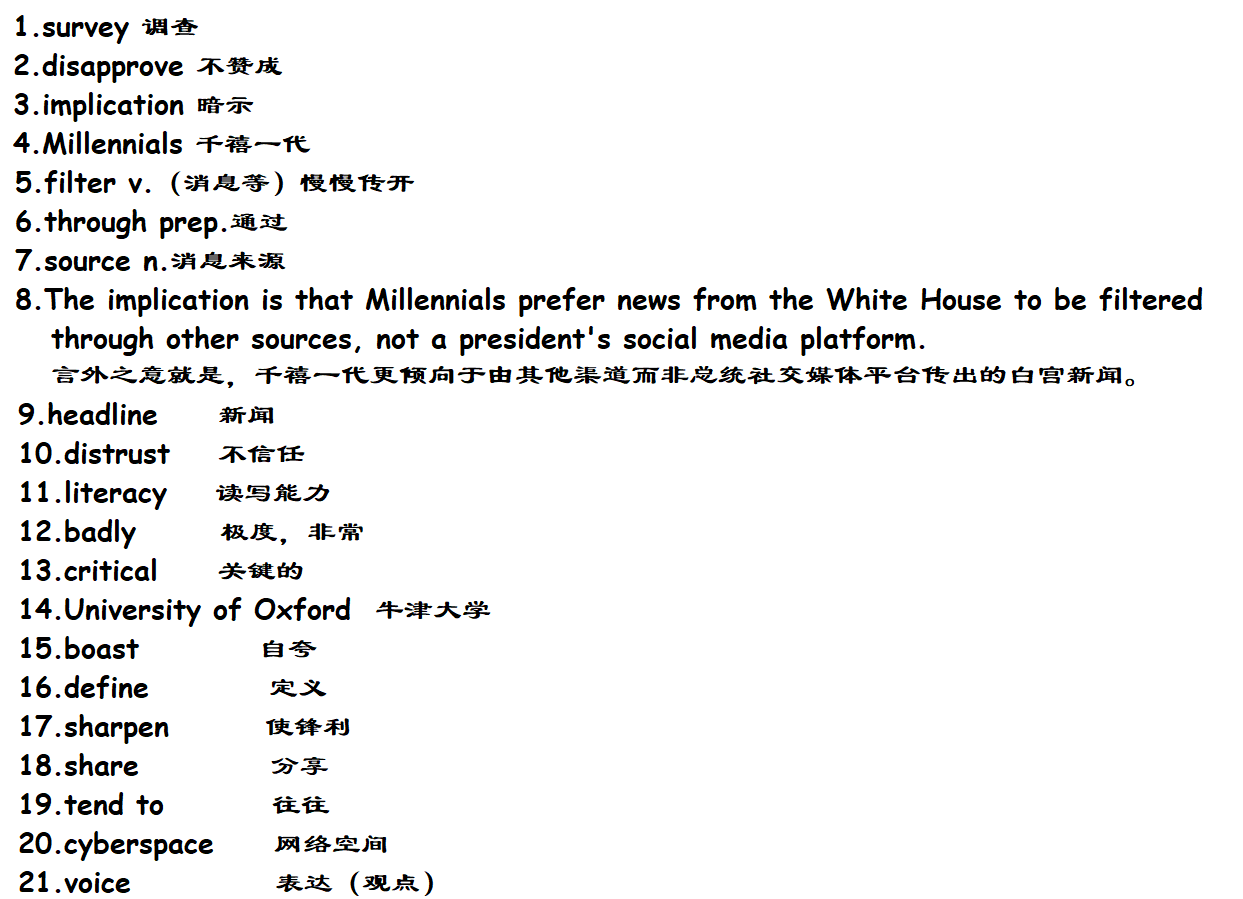 1.survey 调查
2.disapprove 不赞成
3.implication 暗示
4.Millennials 千禧一代
5.filter v.（消息等）慢慢传开
6.through prep.通过
7.source n.消息来源
8.The implication is that Millennials prefer news from the White House to be filtered
through other sources, not a president's social media platform.
言外之意就是，千禧一代更倾向于由其他渠道而非总统社交媒体平台传出的白宫新闻。
9.headline 新闻
10.distrust 不信任
11.literacy 读写能力
12.badly 极度，非常
13.critical 关键的
14.University of Oxford 牛津大学
15.boast 自夸
16.define 定义
17.sharpen 使锋利
18.share 分享
19.tend to 往往
20.cyberspace 网络空间
21.voice 表达（观点）